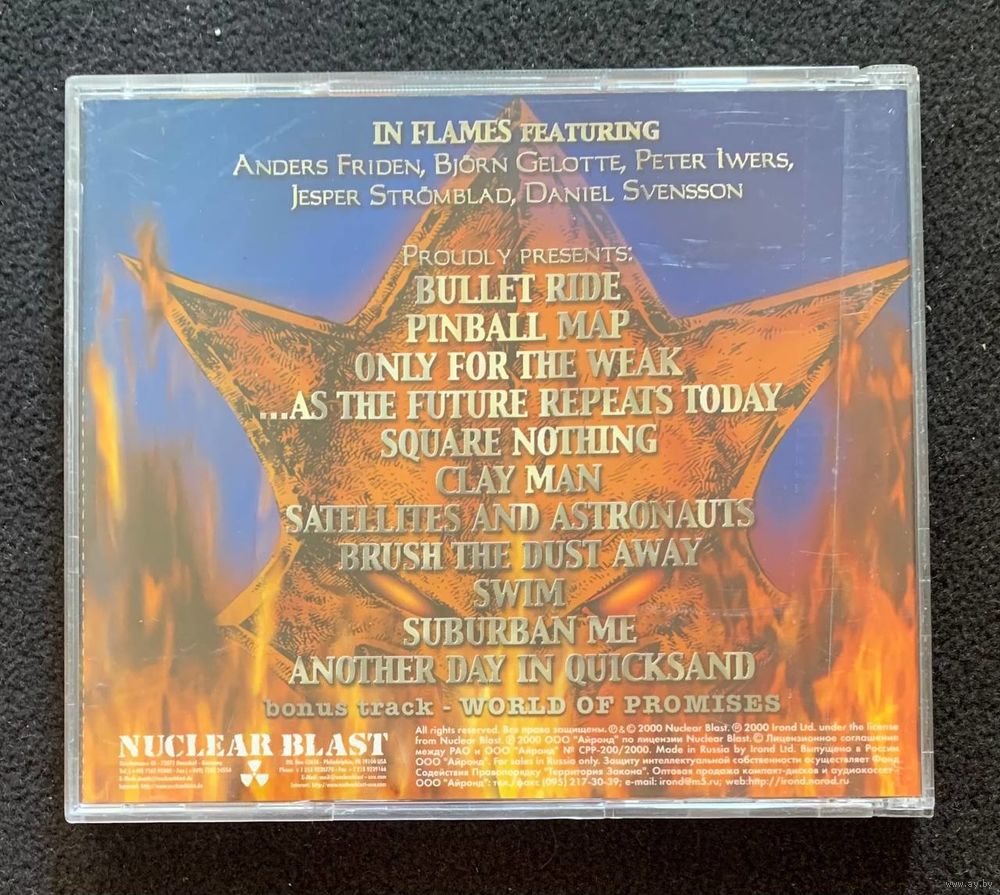 IN FLAMES FEATURING
ANDERS FRIDEN, BJÖRN GELOTTE, PETER IWERS,
JESPER STRÖMBLAD, DANIEL SVENSSON
PROUDLY PRESENTS:
BULLET RIDE
PINBALL MAP
ONLY FOR THE WEAK
...AS THE FUTURE REPEATS TODAY
SQUARE NOTHING
CLAY MAN
SATELLITES AND ASTRONAUTS
BRUSH THE DUST AWAY
SWIM
SUBURBAN ME
ANOTHER DAY IN QUICKSAND
bonus track - WORLD OF PROMISES
NUCLEAR BLAST
All rights reserved. Все права защищены. ℗ & © 2000 Nuclear Blast. ℗ 2000 Irond Ltd. under the license
from Nuclear Blast. © 2000 ООО "Айронд" по лицензии Nuclear Blast. © Лицензионное соглашение
между РАО и ООО "Айронд" № СРР-200/2000. Made in Russia by Irond Ltd. Выпущено в России
ООО "Айронд". For sales in Russia only. Защиту интеллектуальной собственности осуществляет Фонд
Содействия Правопорядку "Территория Закона". Оптовая продажа компакт-дисков и аудиокассет -
ООО "Айронд": тел./факс (095) 217-30-39; e-mail: irond@m5.ru; web:http://irond.narod.ru
www.ay.by